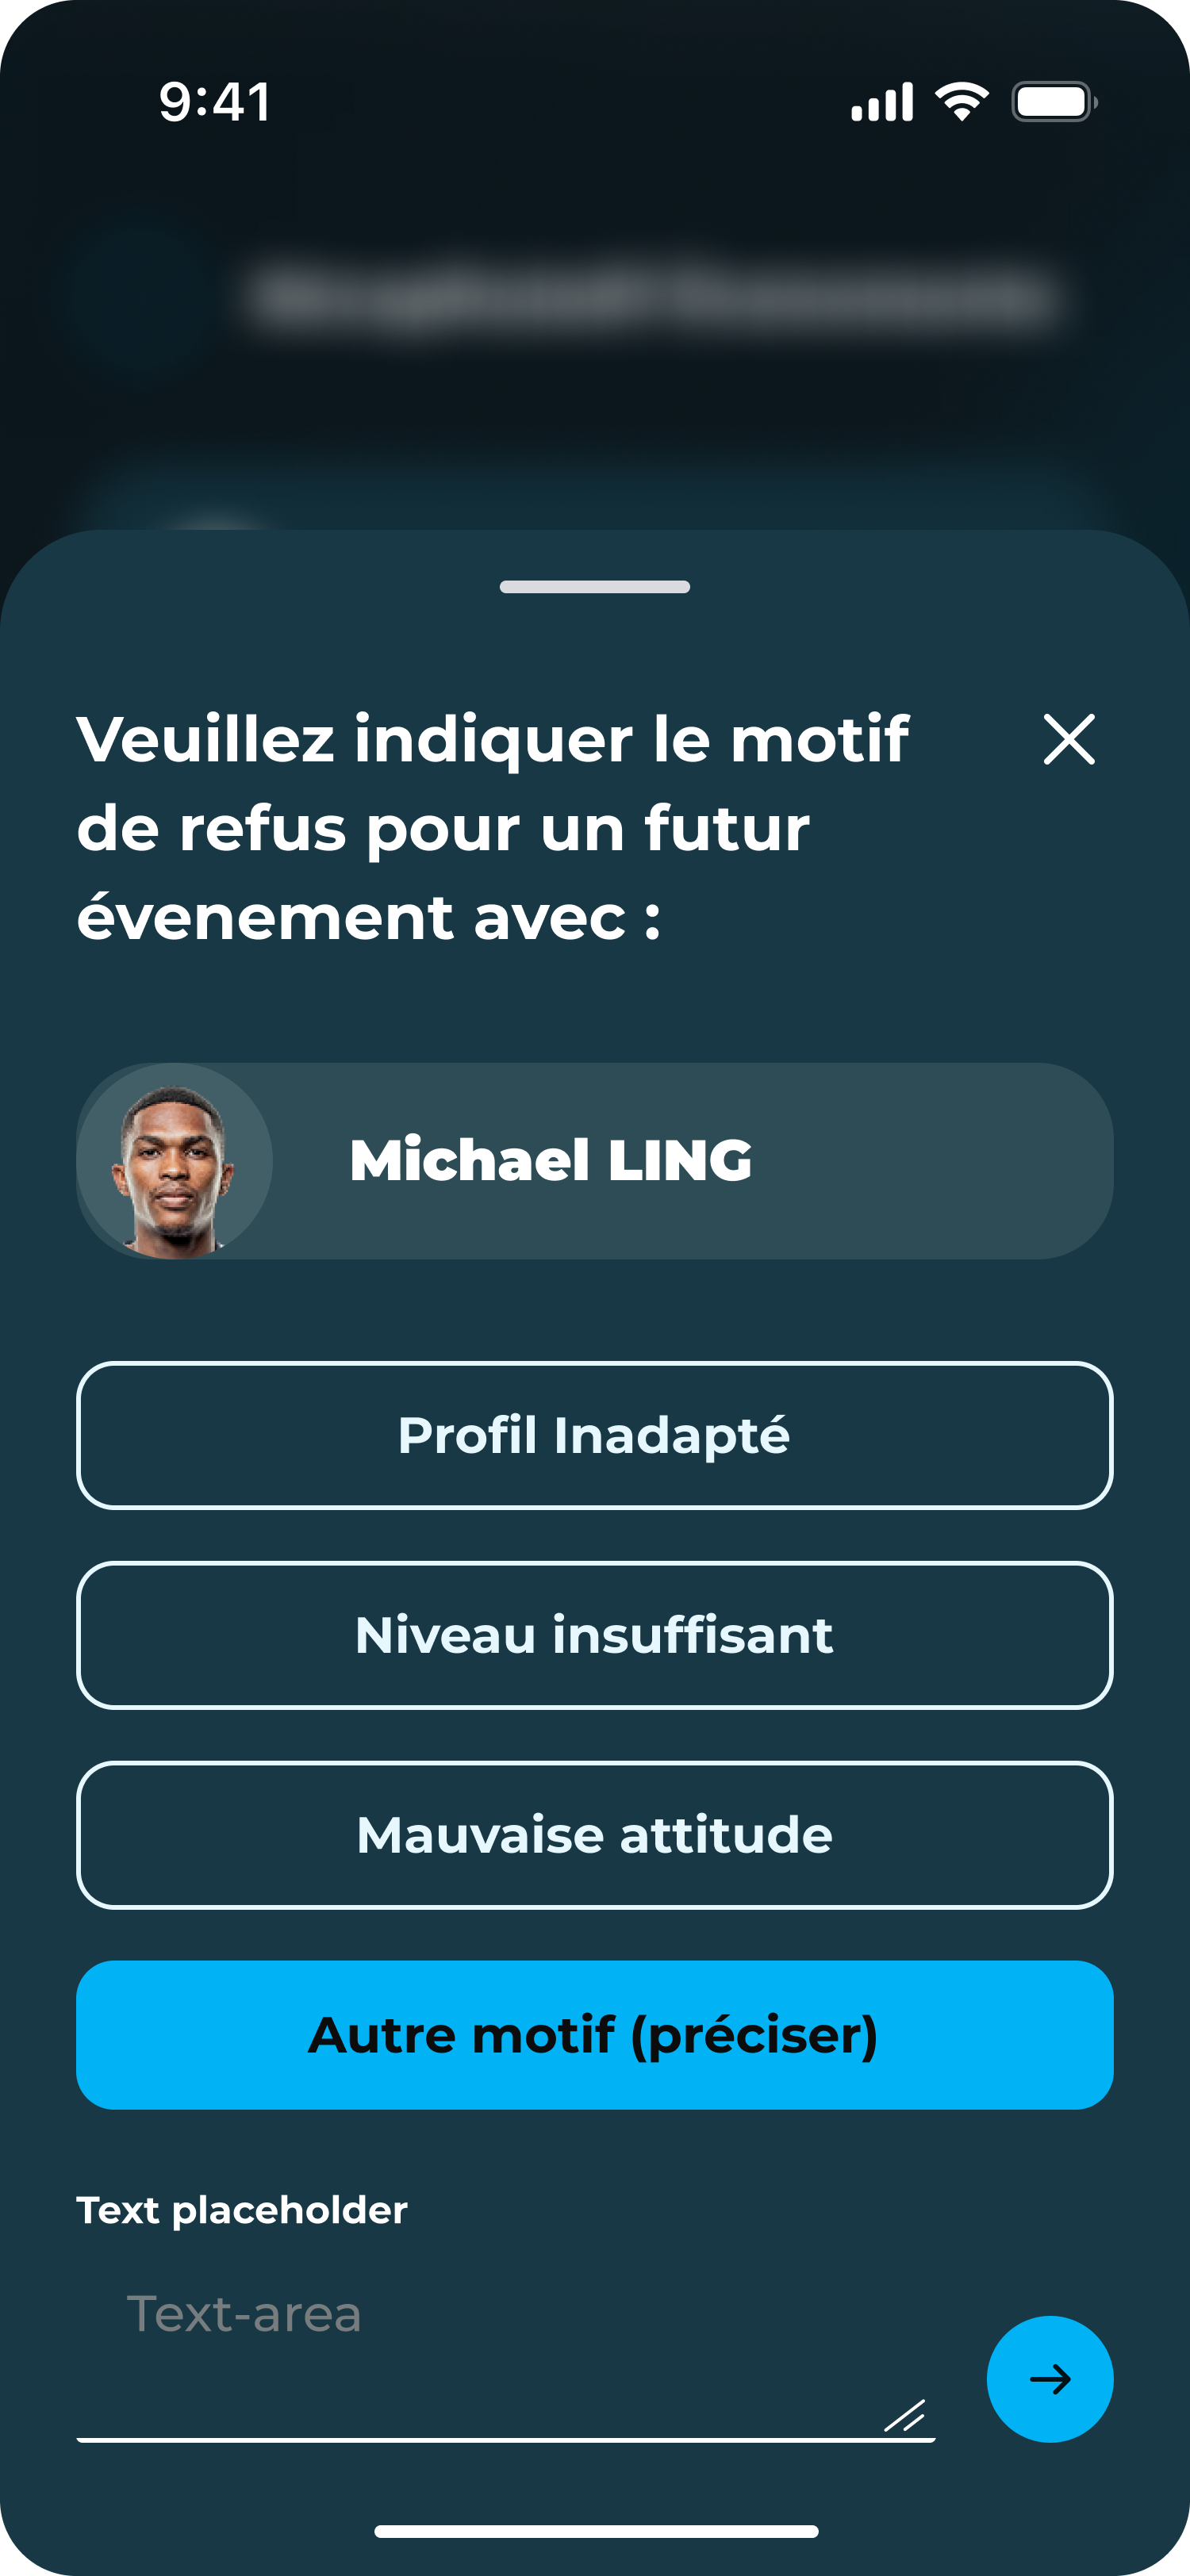 9:41
Veuillez indiquer le motif
de refus pour un futur
évenement avec :
Michael LING
Profil Inadapté
Niveau insuffisant
Mauvaise attitude
Autre motif (préciser)
Text placeholder
Text-area